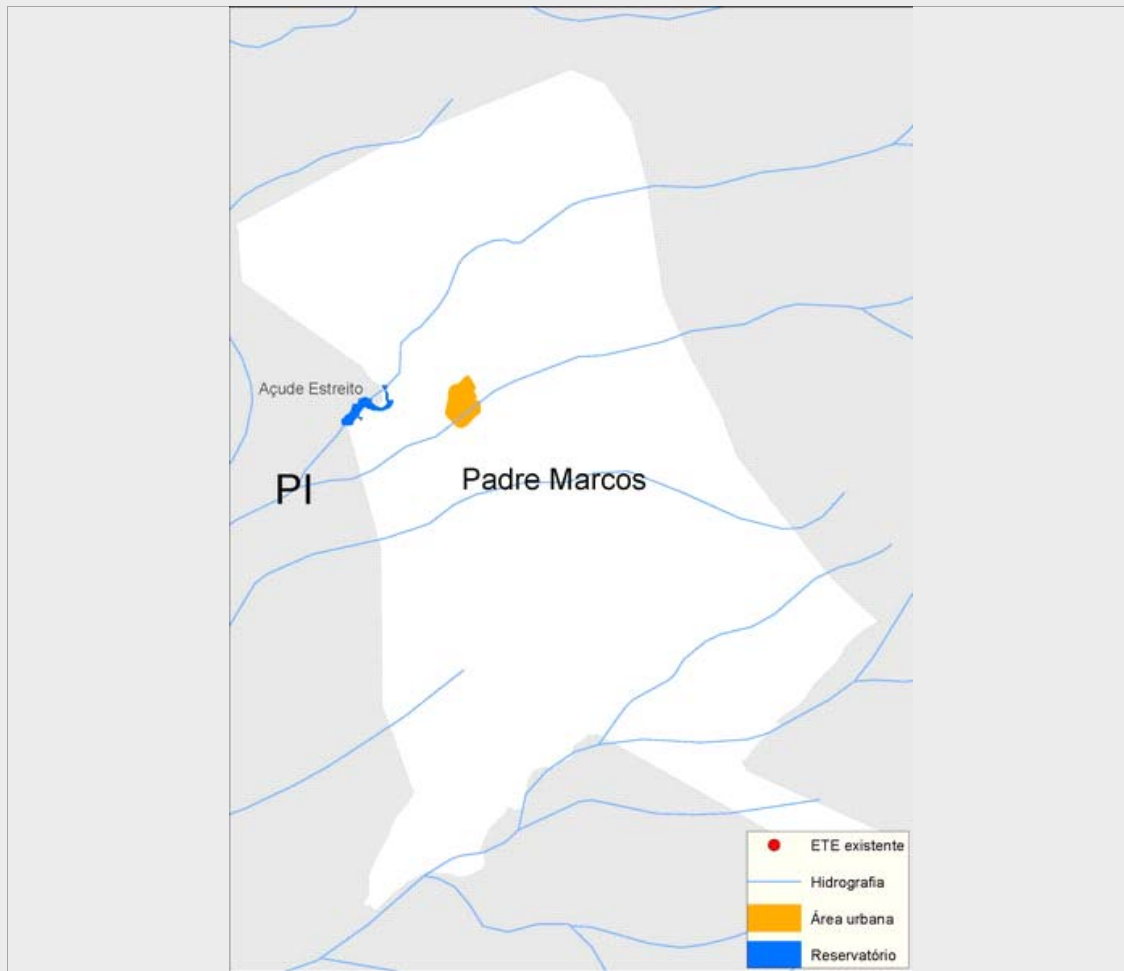 Açude Estreito
PI
Padre Marcos
ETE existente
Hidrografia
Área urbana
Reservatório